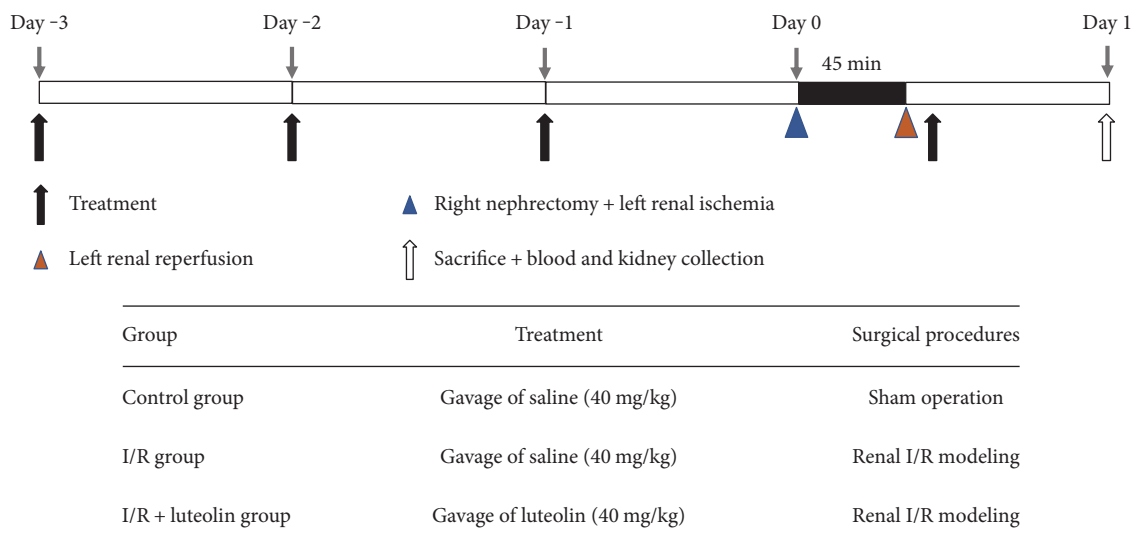 Day −3 Day −2 Day −1 Day 0 Day 1
45 min
Treatment Right nephrectomy + left renal ischemia
Left renal reperfusion Sacrifice + blood and kidney collection
Group Treatment Surgical procedures
Control group Gavage of saline (40 mg/kg) Sham operation
I/R group Gavage of saline (40 mg/kg) Renal I/R modeling
I/R + luteolin group Gavage of luteolin (40 mg/kg) Renal I/R modeling